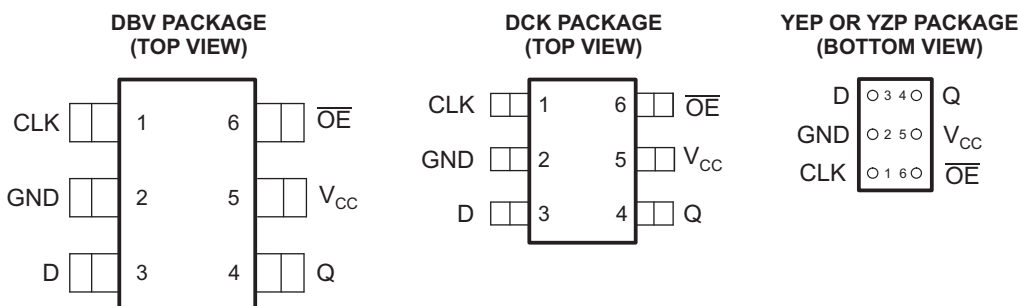 DBV PACKAGE
(TOP VIEW)
CLK 1 6 OE
GND 2 5 VCC
D 3 4 Q
DCK PACKAGE
(TOP VIEW)
CLK 1 6 OE
GND 2 5 VCC
D 3 4 Q
YEP OR YZP PACKAGE
(BOTTOM VIEW)
D 3 4 Q
GND 2 5 VCC
CLK 1 6 OE